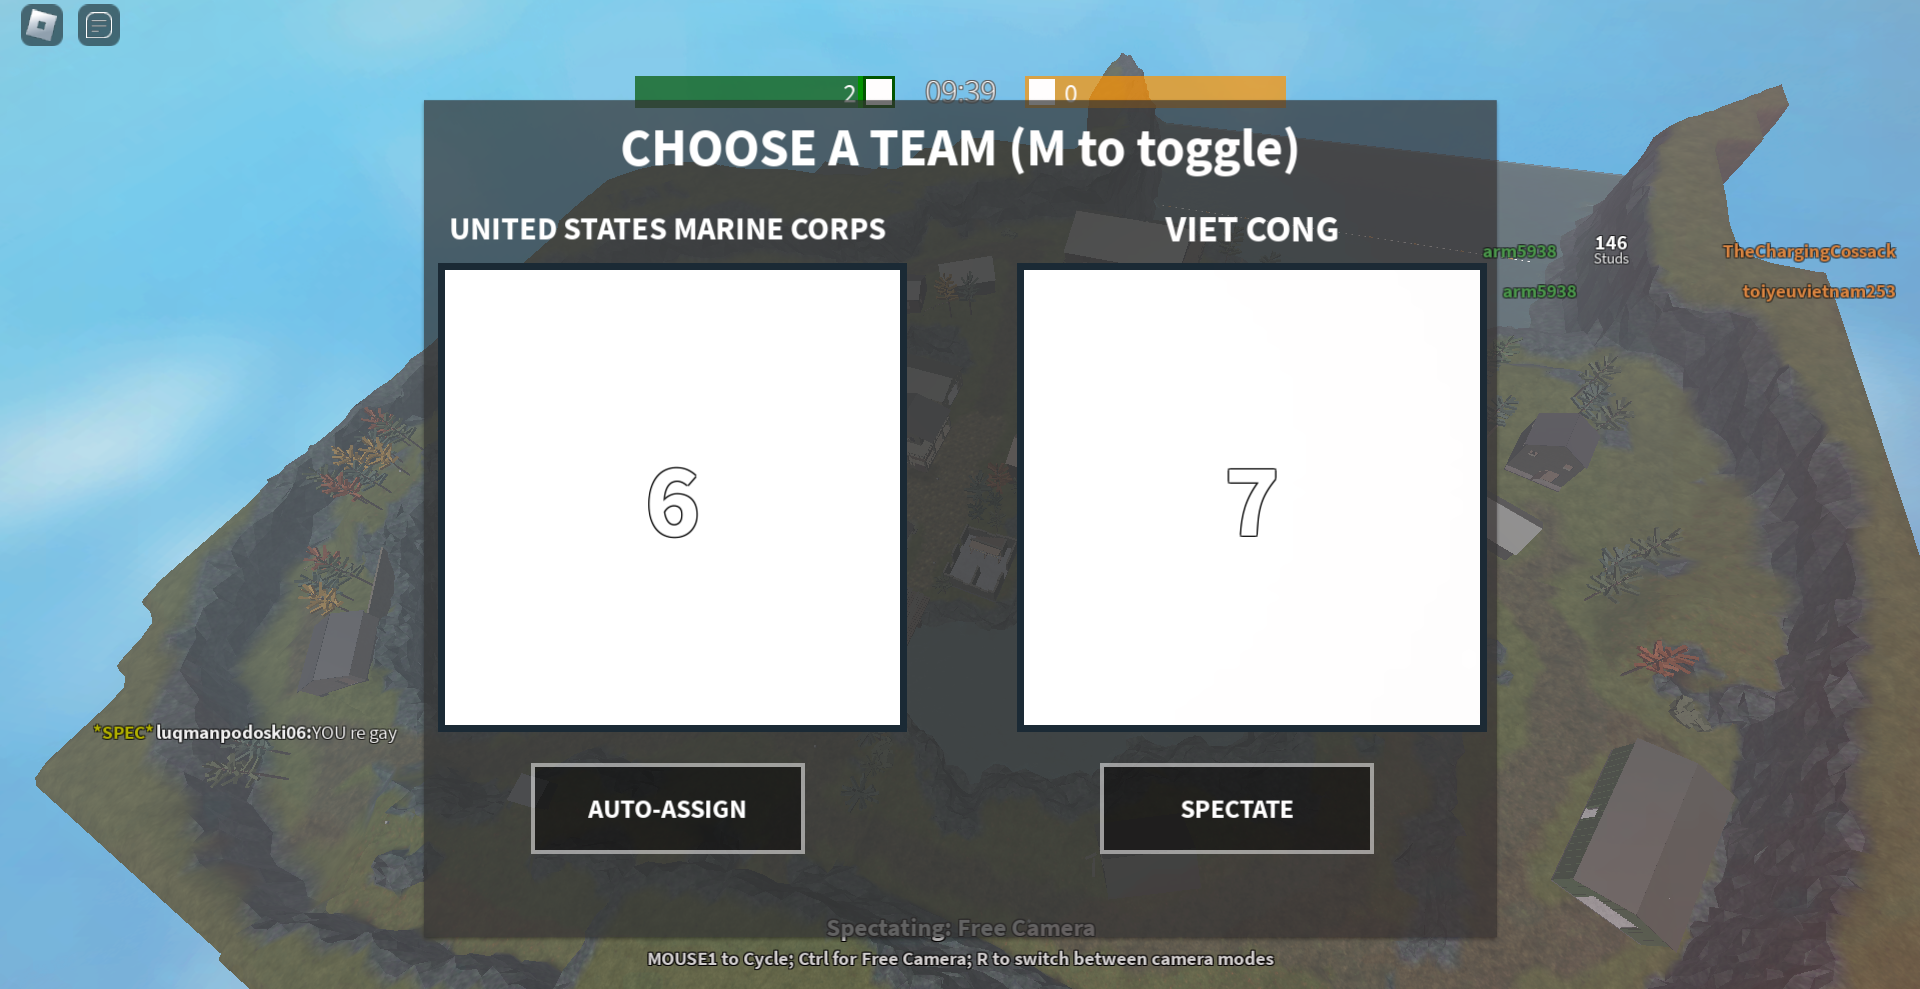 2 09:39 0
CHOOSE A TEAM (M to toggle)
UNITED STATES MARINE CORPS
VIET CONG
arm5938 146 Studs TheChargingCossack
arm5938 toiyeuvietnam253
6
7
*SPEC* luqmanpodoski06:YOU re gay
AUTO-ASSIGN
SPECTATE
Spectating: Free Camera
MOUSE1 to Cycle; Ctrl for Free Camera; R to switch between camera modes